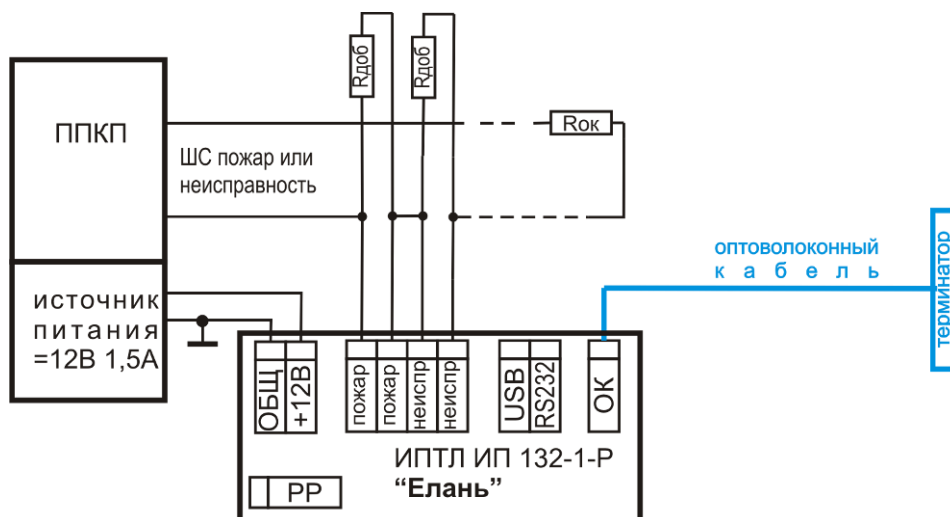 Rдоб
Rдоб
ППКП
Rок
ШС пожар или
неисправность
оптоволоконный
кабель
терминатор
источник
питания
=12В 1,5А
ОБЩ
+12В
пожар
пожар
неиспр
неиспр
USB
RS232
ОК
ИПТЛ ИП 132-1-Р
“Елань”
РР